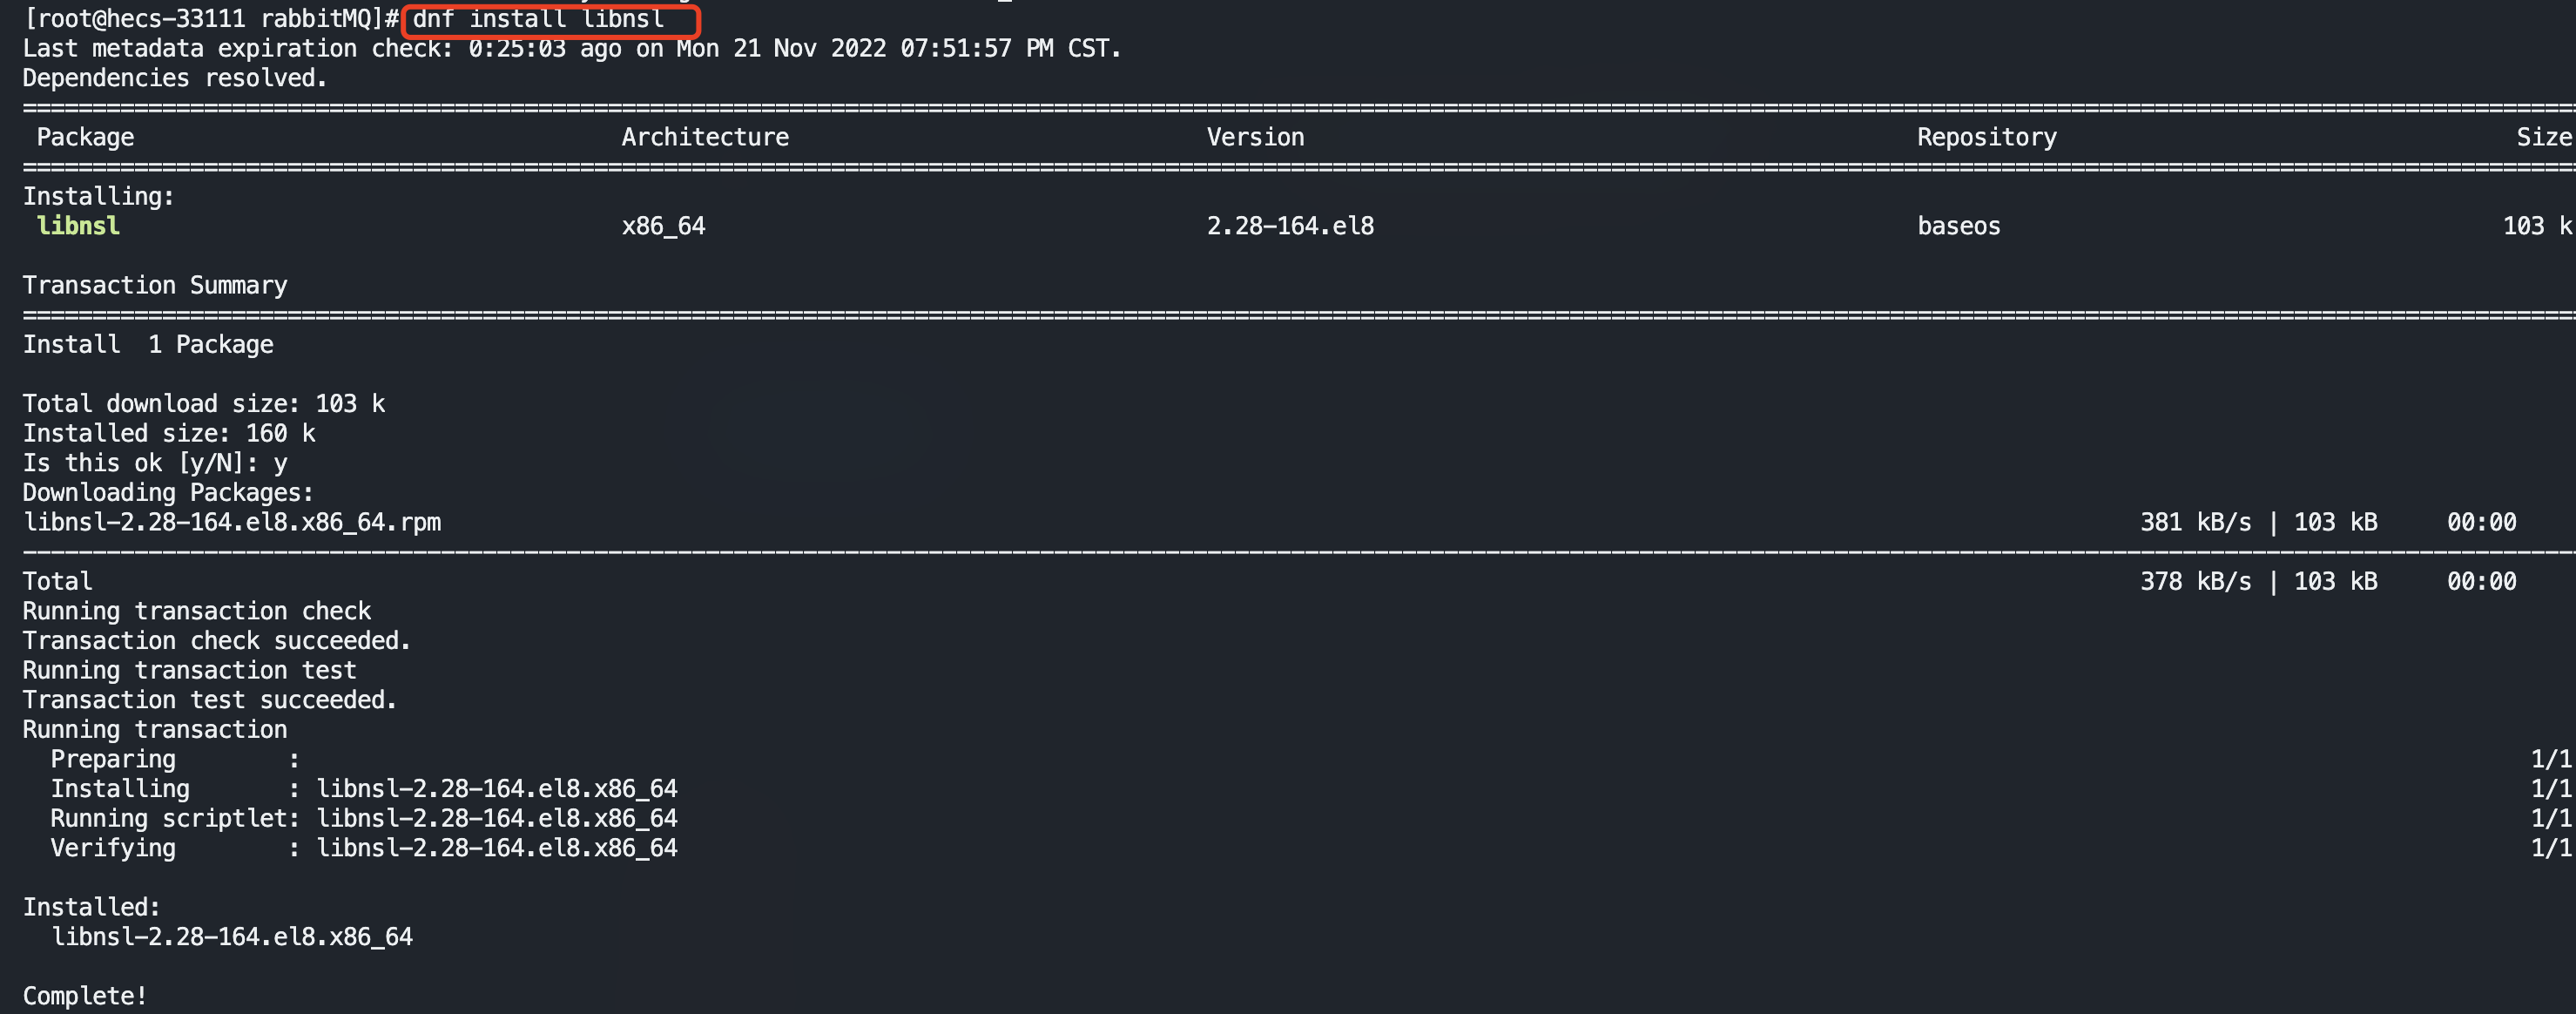 [root@hecs-33111 rabbitMQ]# dnf install libnsl
Last metadata expiration check: 0:25:03 ago on Mon 21 Nov 2022 07:51:57 PM CST.
Dependencies resolved.
Package Architecture Version Repository Size
Installing:
libnsl x86_64 2.28-164.el8 baseos 103 k
Transaction Summary
Install 1 Package
Total download size: 103 k
Installed size: 160 k
Is this ok [y/N]: y
Downloading Packages:
libnsl-2.28-164.el8.x86_64.rpm 381 kB/s | 103 kB 00:00
Total 378 kB/s | 103 kB 00:00
Running transaction check
Transaction check succeeded.
Running transaction test
Transaction test succeeded.
Running transaction
Preparing : 1/1
Installing : libnsl-2.28-164.el8.x86_64 1/1
Running scriptlet: libnsl-2.28-164.el8.x86_64 1/1
Verifying : libnsl-2.28-164.el8.x86_64 1/1
Installed:
libnsl-2.28-164.el8.x86_64
Complete!